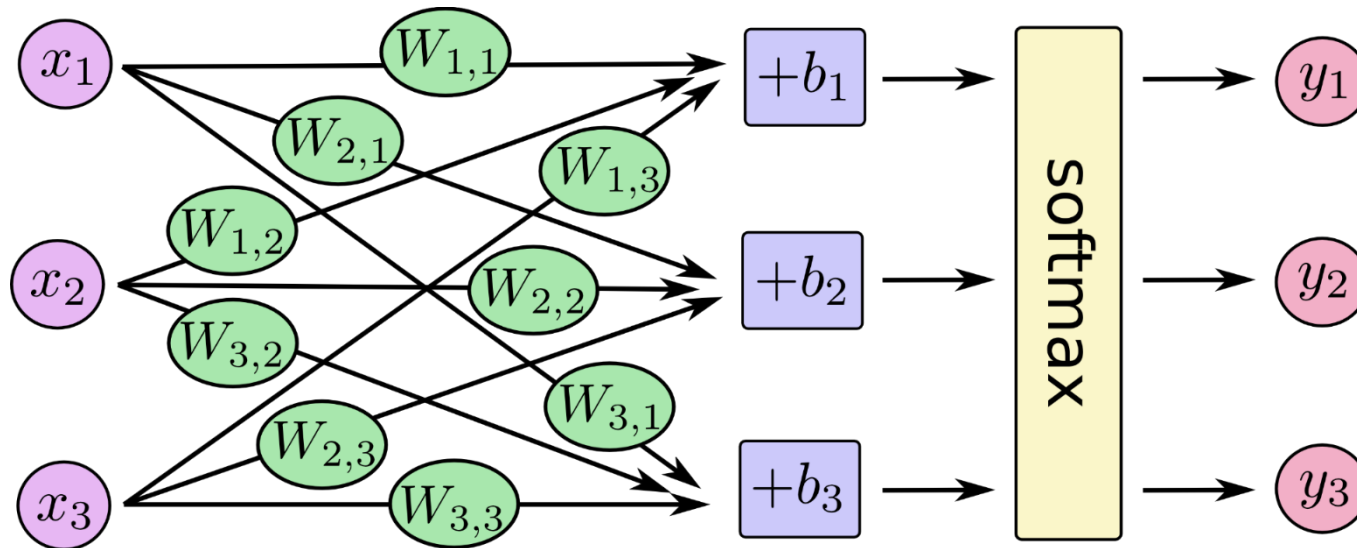 x₁ W₁,₁ +b₁ y₁
W₂,₁ W₁,₃
W₁,₂
x₂ W₂,₂ +b₂ softmax y₂
W₃,₂
W₃,₁
W₂,₃
x₃ W₃,₃ +b₃ y₃